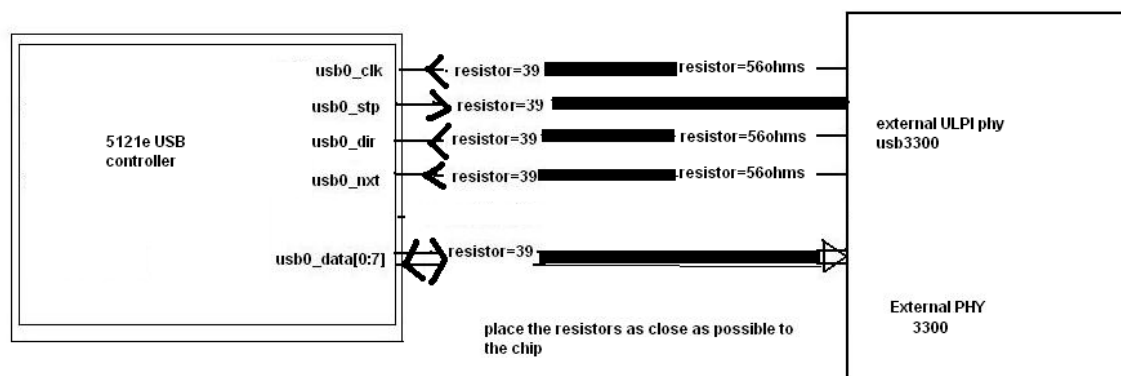 usb0_clk resistor=39 resistor=56ohms
usb0_stp resistor=39
5121e USB
controller
usb0_dir resistor=39 resistor=56ohms
usb0_nxt resistor=39 resistor=56ohms
usb0_data[0:7] resistor=39
external ULPI phy
usb3300
External PHY
3300
place the resistors as close as possible to
the chip